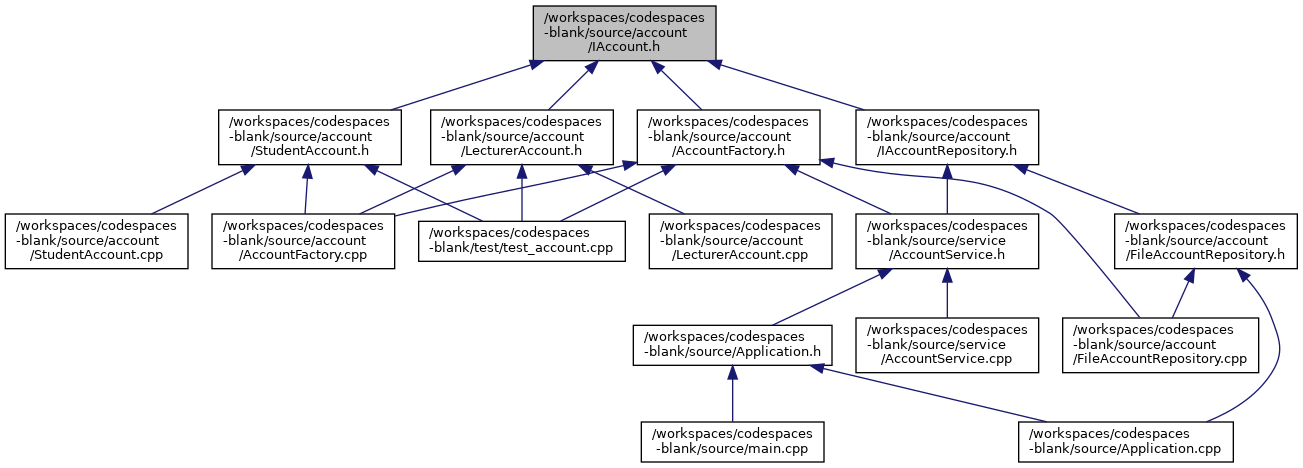 /workspaces/codespaces
-blank/source/account
/IAccount.h
/workspaces/codespaces
-blank/source/account
/StudentAccount.h
/workspaces/codespaces
-blank/source/account
/LecturerAccount.h
/workspaces/codespaces
-blank/source/account
/AccountFactory.h
/workspaces/codespaces
-blank/source/account
/IAccountRepository.h
/workspaces/codespaces
-blank/source/account
/StudentAccount.cpp
/workspaces/codespaces
-blank/source/account
/AccountFactory.cpp
/workspaces/codespaces
-blank/test/test_account.cpp
/workspaces/codespaces
-blank/source/account
/LecturerAccount.cpp
/workspaces/codespaces
-blank/source/service
/AccountService.h
/workspaces/codespaces
-blank/source/account
/FileAccountRepository.h
/workspaces/codespaces
-blank/source/Application.h
/workspaces/codespaces
-blank/source/service
/AccountService.cpp
/workspaces/codespaces
-blank/source/account
/FileAccountRepository.cpp
/workspaces/codespaces
-blank/source/main.cpp
/workspaces/codespaces
-blank/source/Application.cpp